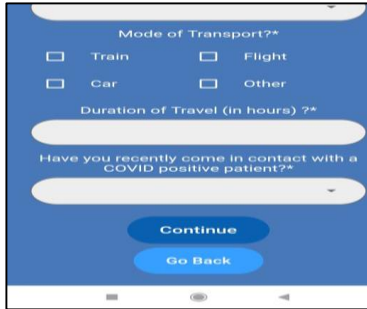 Mode of Transport?*
Train Flight
Car Other
Duration of Travel (in hours) ?*
Have you recently come in contact with a
COVID positive patient?*
Continue
Go Back